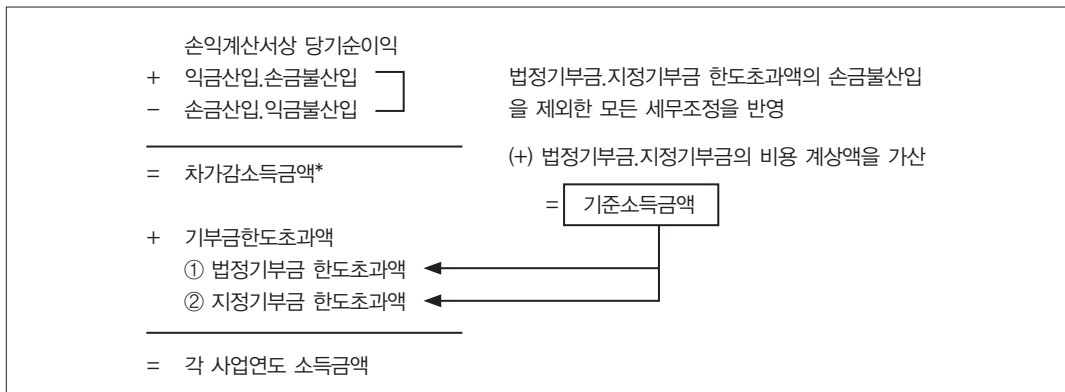 손익계산서상 당기순이익
+ 익금산입.손금불산입
- 손금산입.익금불산입
법정기부금.지정기부금 한도초과액의 손금불산입
을 제외한 모든 세무조정을 반영
(+) 법정기부금.지정기부금의 비용 계상액을 가산
= 차가감소득금액*
= 기준소득금액
+ 기부금한도초과액
① 법정기부금 한도초과액
② 지정기부금 한도초과액
= 각 사업연도 소득금액